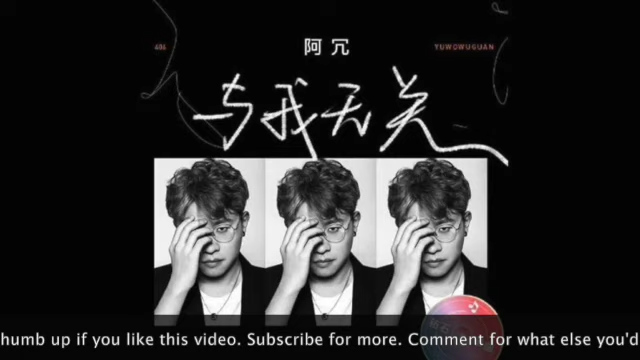 阿冗
YUWOWUGUAN
与我无关
humb up if you like this video. Subscribe for more. Comment for what else you'd